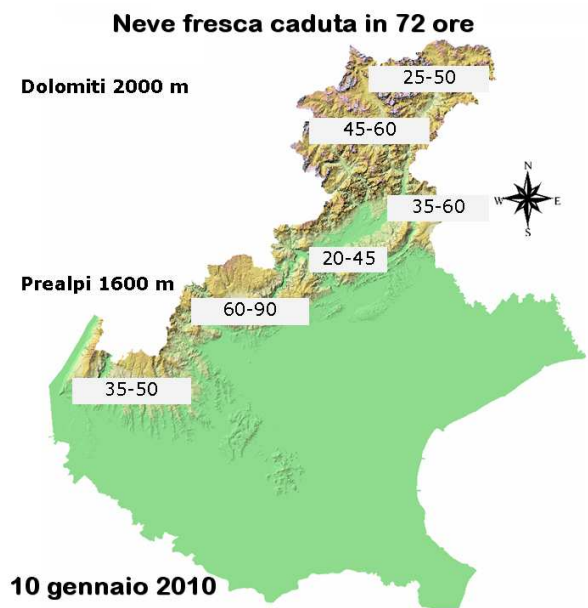 Neve fresca caduta in 72 ore
25-50
Dolomiti 2000 m
45-60
N
W E
S
35-60
20-45
Prealpi 1600 m
60-90
35-50
10 gennaio 2010